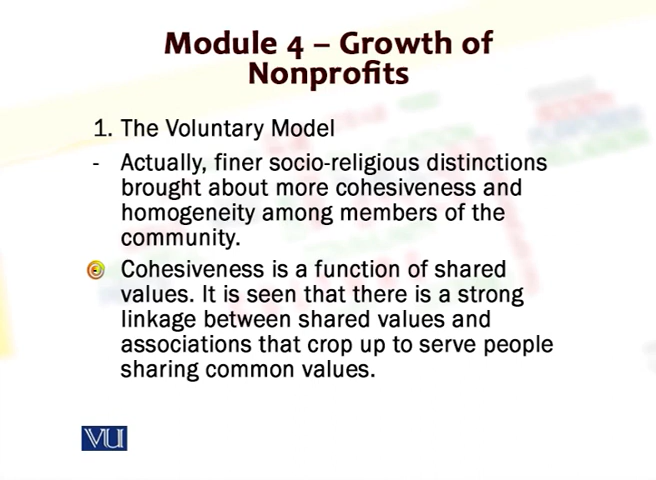 Module 4 – Growth of
Nonprofits
1. The Voluntary Model
- Actually, finer socio-religious distinctions
brought about more cohesiveness and
homogeneity among members of the
community.
Cohesiveness is a function of shared
values. It is seen that there is a strong
linkage between shared values and
associations that crop up to serve people
sharing common values.
VU